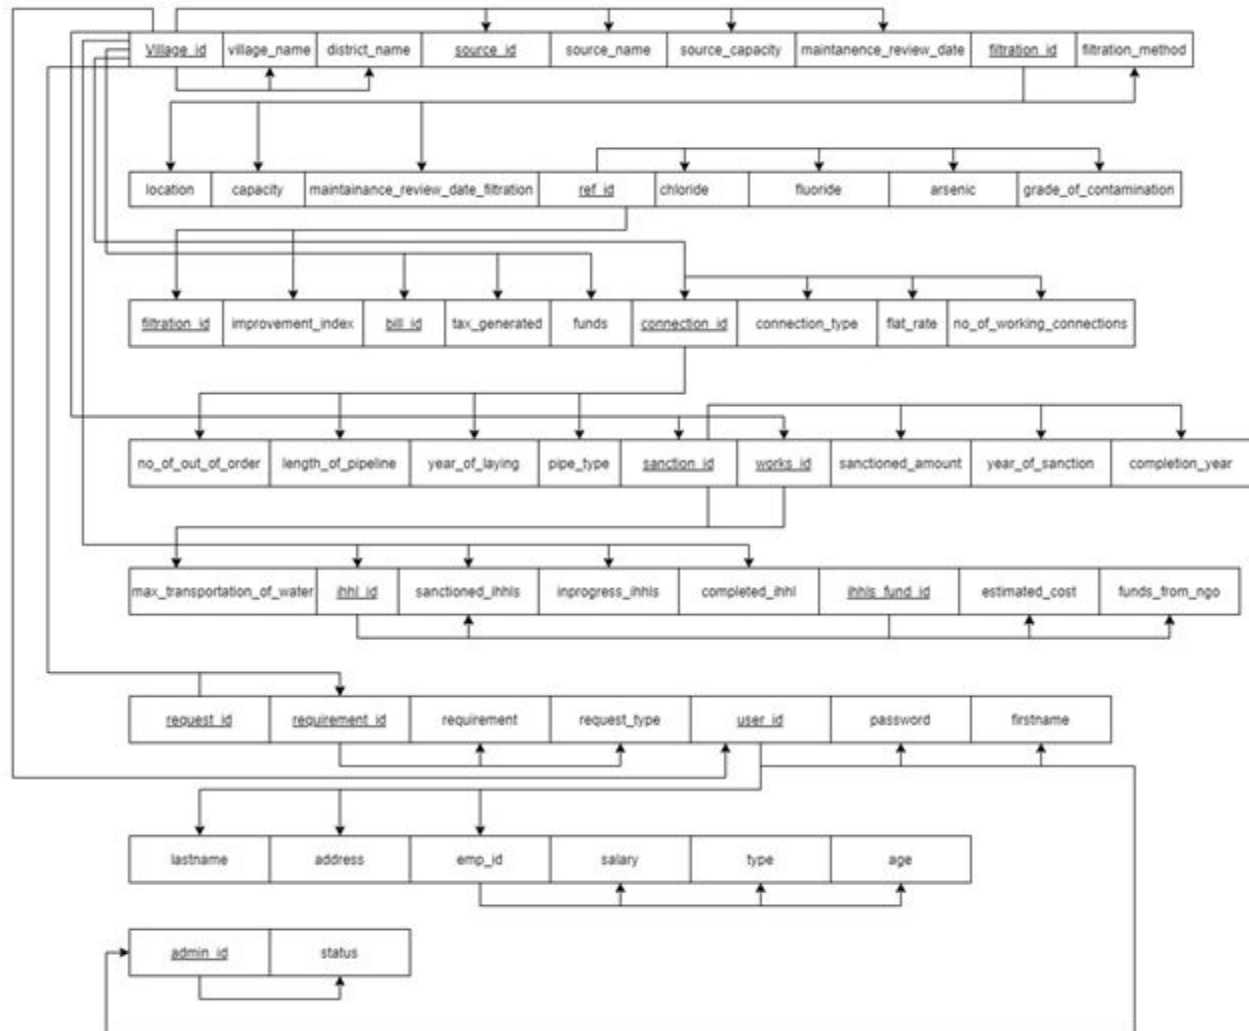 Village_id village_name district_name source_id source_name source_capacity maintanence_review_date filtration_id filtration_method
location capacity maintainance_review_date_filtration ref_id chloride fluoride arsenic grade_of_contamination
filtration_id improvement_index bill_id tax_generated funds connection_id connection_type flat_rate no_of_working_connections
no_of_out_of_order length_of_pipeline year_of_laying pipe_type sanction_id works_id sanctioned_amount year_of_sanction completion_year
max_transportation_of_water ihhl_id sanctioned_ihhls inprogress_ihhls completed_ihhl ihhls_fund_id estimated_cost funds_from_ngo
request_id requirement_id requirement request_type user_id password firstname
lastname address emp_id salary type age
admin_id status